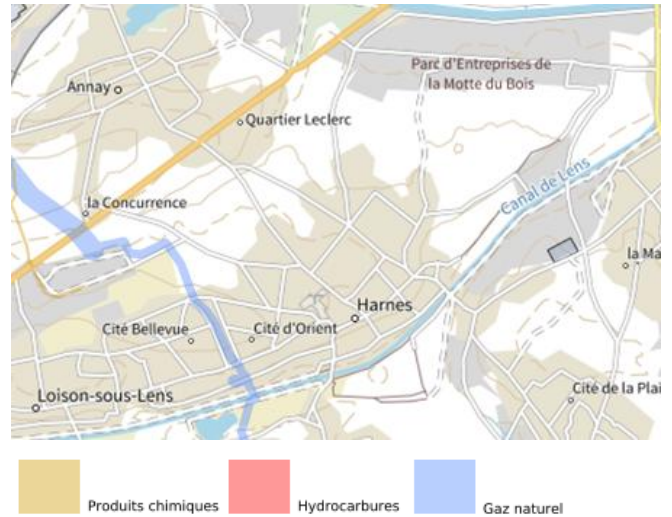 Parc d'Entreprises de
la Motte du Bois
Annay
Quartier Leclerc
Canal de Lens
la Concurrence
la Ma
Harnes
Cité Bellevue
Cité d'Orient
Cité de la Plai
Loison-sous-Lens
Produits chimiques
Hydrocarbures
Gaz naturel